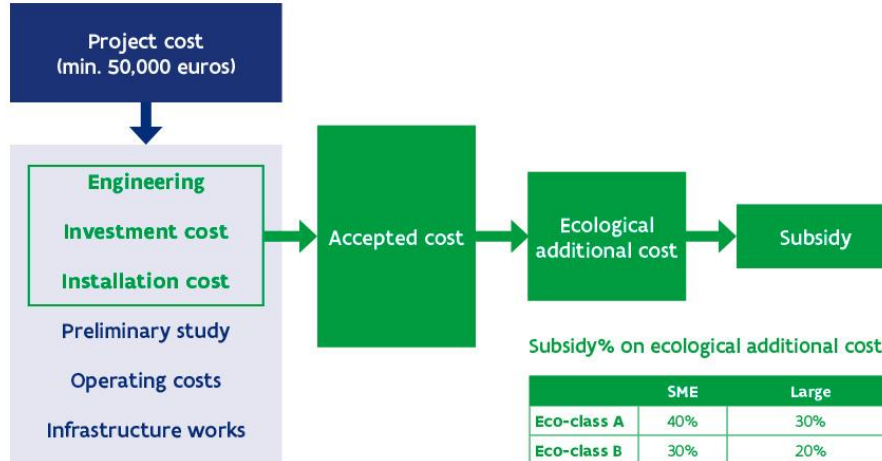 Project cost
(min. 50,000 euros)
Engineering
Investment cost
Installation cost
Preliminary study
Operating costs
Infrastructure works
Accepted cost
Ecological
additional cost
Subsidy
Subsidy% on ecological additional cost
SME Large
Eco-class A 40% 30%
Eco-class B 30% 20%